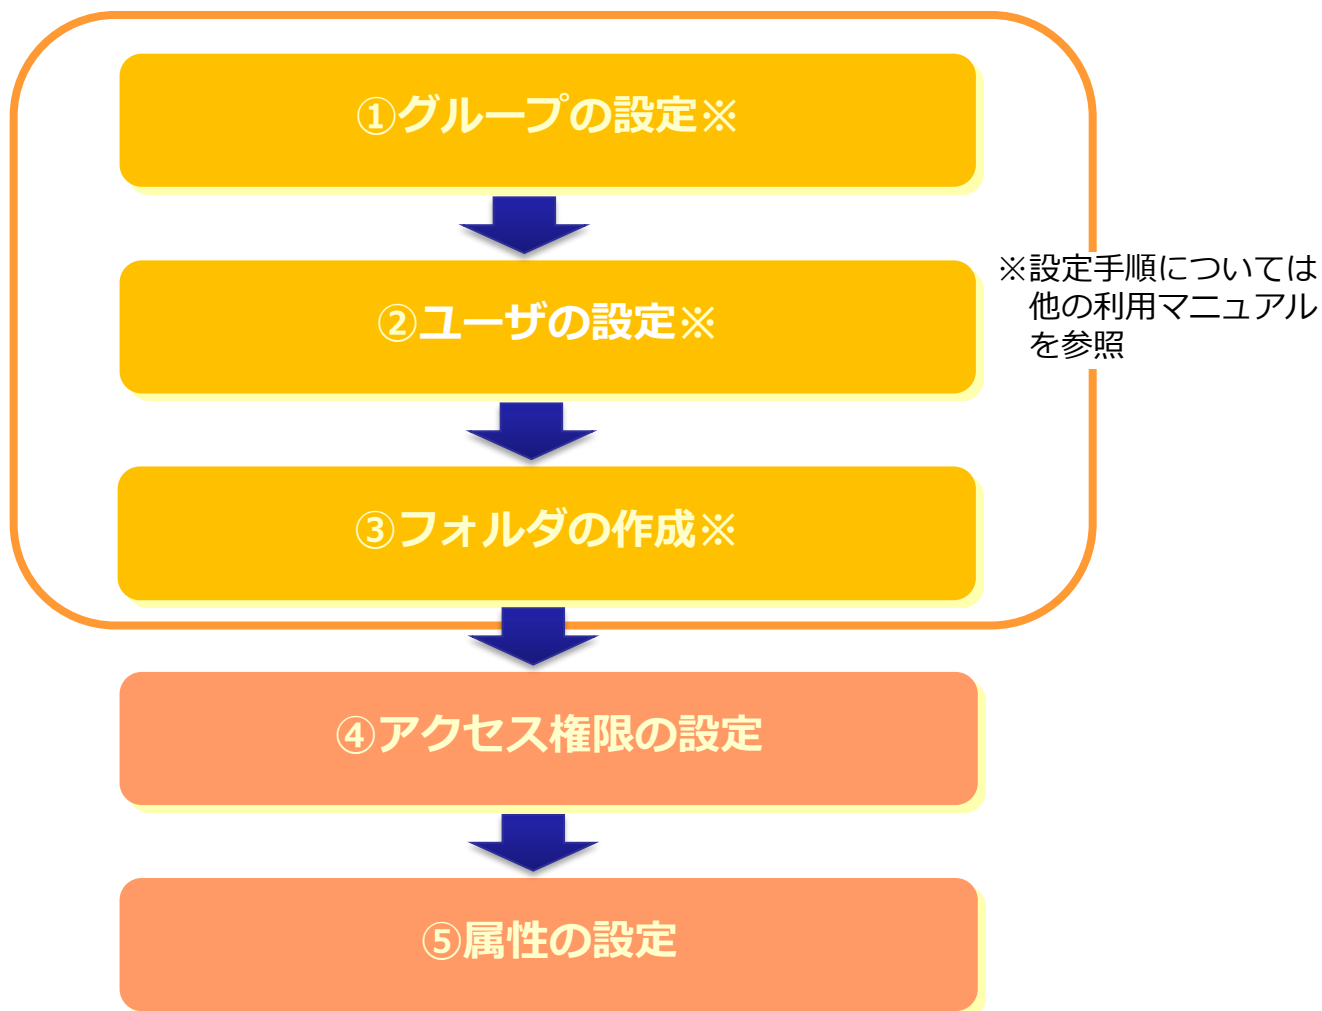 ①グループの設定※
②ユーザの設定※
※設定手順については
他の利用マニュアル
を参照
③フォルダの作成※
④アクセス権限の設定
⑤属性の設定